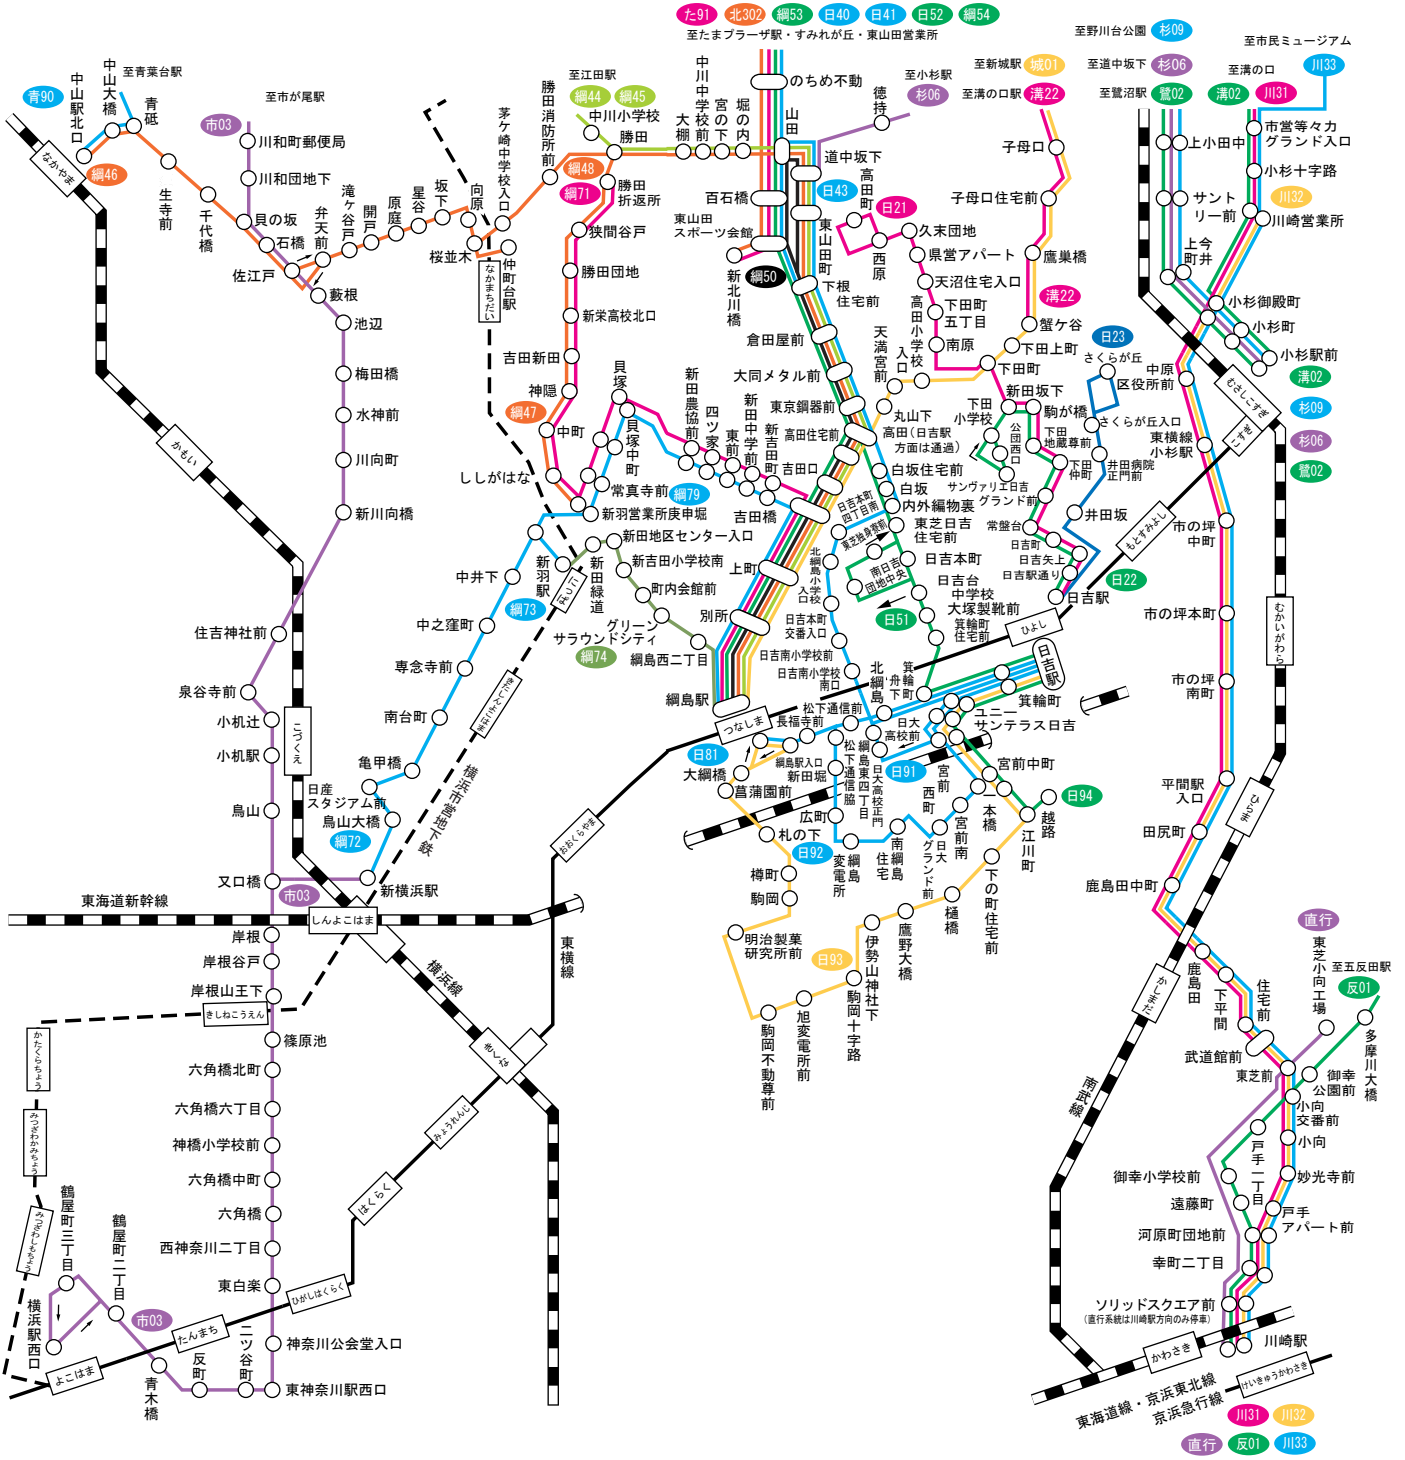 た91 北302 綱53 日40 日41 日52 綱54
至たまプラーザ駅・すみれが丘・東山田営業所
至野川台公園 杉09
至市民ミュージアム
川33
至道中坂下 杉06
至溝の口
溝02 川31
至鷺沼駅 鷺02
至新城駅 城01
至溝の口駅 溝22
至小杉駅
杉06
徳持
至江田駅
綱44 綱45
至青葉台駅
青90
至市が尾駅
市03
中山駅北口
中山大橋
青砥
綱46
なかやま
生寺前
千代橋
川和町郵便局
川和団地下
貝の坂
石橋
佐江戸
弁天前
滝ヶ谷戸
開戸
原庭
星谷
坂下
向原
桜並木
茅ケ崎中学校入口
仲町台駅
なかまちだい
勝田消防所前
綱48
綱71
中川小学校
勝田
大棚
中川中学校前
宮の下
堀の内
のちめ不動
山田
道中坂下
日43
百石橋
東山田
スポーツ会館
新北川橋
綱50
東山田町
下根
住宅前
倉田屋前
大同メタル前
東京鋼器前
高田住宅前
吉田口
勝田
折返所
狭間谷戸
勝田団地
新栄高校北口
吉田新田
神隠
綱47
中町
ししがはな
貝塚
貝塚中町
常真寺前
新羽営業所庚申堀
綱79
新田農協前
四ツ家
東前
新田中学前
新吉田町
吉田橋
藪根
池辺
梅田橋
水神前
川向町
新川向橋
かもい
住吉神社前
泉谷寺前
小机辻
小机駅
こづくえ
鳥山
又口橋
市03
新田地区センター入口
新田緑道
新吉田小学校南
町内会館前
グリーン
サラウンドシティ
綱74
綱島西二丁目
新羽駅
にっぱ
綱73
中井下
中之窪町
専念寺前
南台町
亀甲橋
日産
スタジアム前
鳥山大橋
綱72
新横浜駅
きたしんよこはま
横浜市営地下鉄
上町
別所
綱島駅
つなしま
高田町
日21
西原
久末団地
県営アパート
天沼住宅入口
下田町
五丁目
南原
高田小学校
入口
天満宮前
丸山下
高田(日吉駅
方面は通過)
白坂住宅前
白坂
内外編物裏
東芝日吉
住宅前
日吉本町
四丁目南
東芝独身寮前
日吉本町
南日吉
団地中央
日51
日吉台
中学校
大塚製靴前
箕輪町
住宅前
箕輪
舟下町
北綱島小学校
入口
日吉本町
交番入口
日吉南小学校前
日吉南小学校
南口
北綱島
子母口
子母口住宅前
鷹巣橋
溝22
蟹ケ谷
下田上町
下田町
新田坂下
下田
小学校
公団西口
サンヴァリエ日吉
グランド前
駒が橋
下田
地蔵尊前
下田
仲町
常盤台
日吉町
日吉矢上
日吉駅通り
日吉駅
日22
日23
さくらが丘
さくらが丘入口
井田病院
正門前
井田坂
もとすみよし
ひよし
日吉駅
箕輪町
ユニー
サンテラス日吉
松下通信前
長福寺前
綱島駅入口
日81
大綱橋
菖蒲園前
新田堀
松下通信脇
綱島東四丁目
日大高校正門
日大
高校前
日91
広町
札の下
日92
綱島
変電所
南綱島
住宅
日大
グランド前
西町
宮前
宮前南
一本橋
宮前中町
日94
越路
江川町
下の町住宅前
樋橋
鷹野大橋
伊勢山神社下
駒岡十字路
日93
旭変電所前
駒岡不動尊前
明治製菓
研究所前
駒岡
樽町
上小田中
サント
リー前
上今
町井
市営等々力
グランド入口
小杉十字路
川32
川崎営業所
小杉御殿町
小杉町
小杉駅前
溝02
杉09
杉06
鷺02
中原
区役所前
むさしこすぎ
東横線
小杉駅
市の坪
中町
市の坪本町
市の坪
南町
むかいがわら
平間駅
入口
ひらま
田尻町
鹿島田中町
鹿島田
かしまだ
下平間
住宅前
武道館前
東芝前
直行
東芝小向工場
至五反田駅
反01
多摩川大橋
御幸
公園前
小向
交番前
小向
妙光寺前
戸手一丁目
戸手
アパート前
御幸小学校前
遠藤町
河原町団地前
幸町二丁目
ソリッドスクエア前
(直行系統は川崎駅方向のみ停車)
川崎駅
かわさき
けいきゅうかわさき
南武線
東海道線・京浜東北線
京浜急行線
川31 川32
直行 反01 川33
東海道新幹線
しんよこはま
横浜線
東横線
おおくらやま
きくな
みょうれんじ
はくらく
ひがしはくらく
たんまち
よこはま
岸根
岸根谷戸
岸根山王下
きしねこうえん
篠原池
六角橋北町
六角橋六丁目
神橋小学校前
六角橋中町
六角橋
西神奈川二丁目
東白楽
神奈川公会堂入口
東神奈川駅西口
二ツ谷町
反町
青木橋
市03
鶴屋町二丁目
鶴屋町三丁目
横浜駅西口
かたくらちょう
みつざわかみちょう
みつざわしもちょう